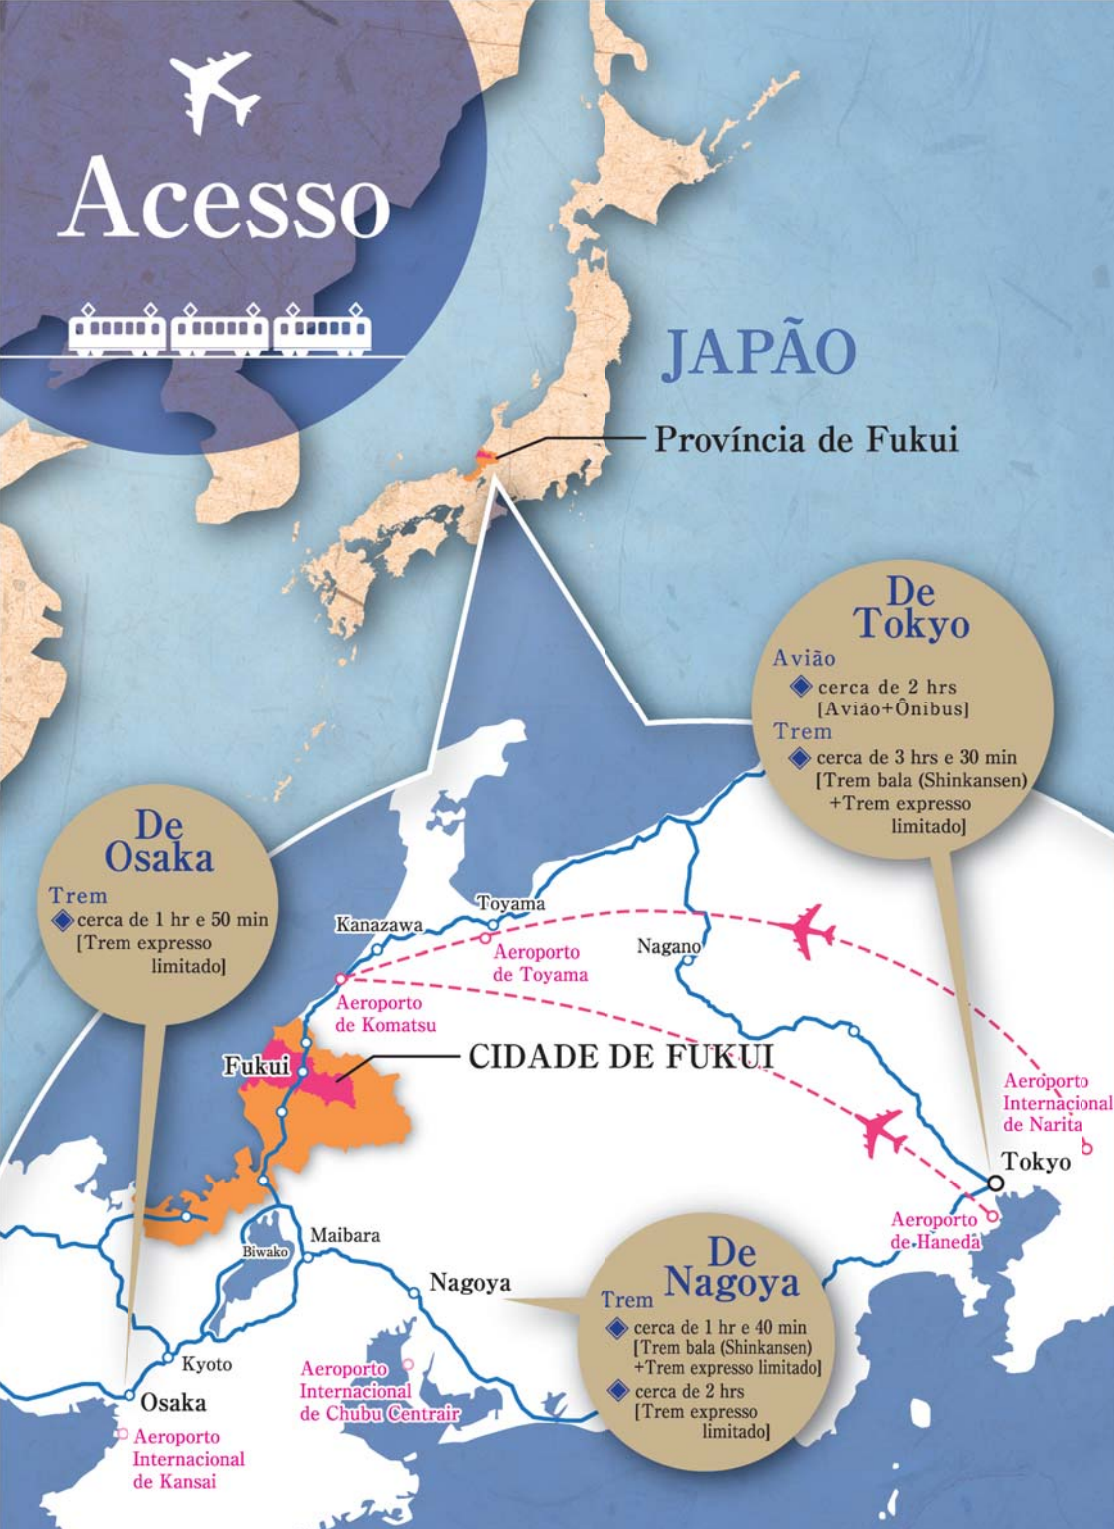 Acesso
JAPÃO
Província de Fukui
De
Tokyo
Avião
cerca de 2 hrs
[Avião+Ônibus]
Trem
cerca de 3 hrs e 30 min
[Trem bala (Shinkansen)
+Trem expresso
limitado]
De
Osaka
Trem
cerca de 1 hr e 50 min
[Trem expresso
limitado]
Toyama
Kanazawa
Aeroporto
de Toyama
Nagano
Aeroporto
de Komatsu
Fukui
CIDADE DE FUKUI
Aeroporto
Internacional
de Narita
Tokyo
Aeroporto
de Haneda
Maibara
Biwako
Nagoya
De
Nagoya
Trem
cerca de 1 hr e 40 min
[Trem bala (Shinkansen)
+Trem expresso limitado]
cerca de 2 hrs
[Trem expresso
limitado]
Kyoto
Aeroporto
Internacional
de Chubu Centrair
Osaka
Aeroporto
Internacional
de Kansai